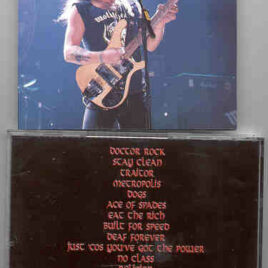 Motörhead
DOCTOR ROCK
STAY CLEAN
TRAITOR
METROPOLIS
DOGS
ACE OF SPADES
EAT THE RICH
BUILT FOR SPEED
DEAF FOREVER
JUST 'COS YOU'VE GOT THE POWER
NO CLASS